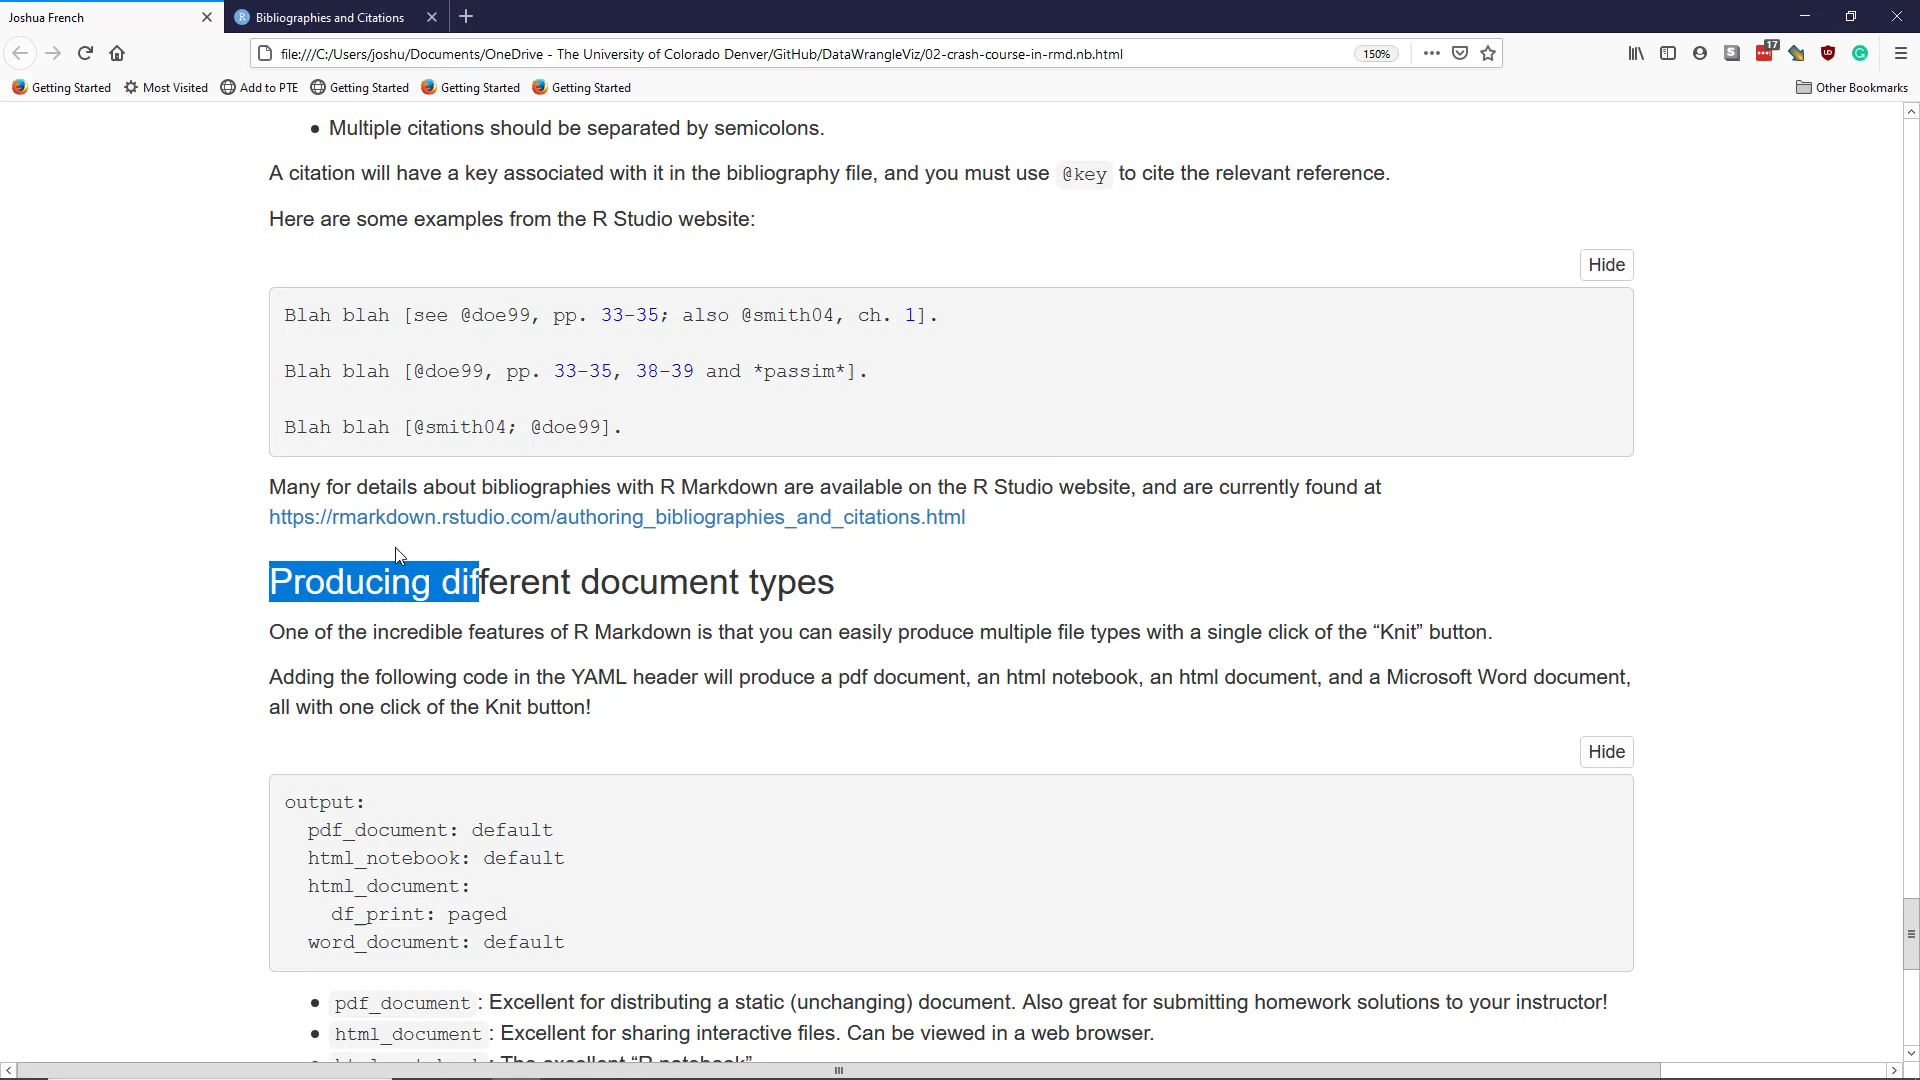 Joshua French
Bibliographies and Citations
file:///C:/Users/joshu/Documents/OneDrive - The University of Colorado Denver/GitHub/DataWrangleViz/02-crash-course-in-rmd.nb.html
150%
17
Getting Started
Most Visited
Add to PTE
Getting Started
Getting Started
Getting Started
Other Bookmarks
• Multiple citations should be separated by semicolons.
A citation will have a key associated with it in the bibliography file, and you must use @key to cite the relevant reference.
Here are some examples from the R Studio website:
Hide
Blah blah [see @doe99, pp. 33-35; also @smith04, ch. 1].
Blah blah [@doe99, pp. 33-35, 38-39 and *passim*].
Blah blah [@smith04; @doe99].
Many for details about bibliographies with R Markdown are available on the R Studio website, and are currently found at
https://rmarkdown.rstudio.com/authoring_bibliographies_and_citations.html
Producing different document types
One of the incredible features of R Markdown is that you can easily produce multiple file types with a single click of the “Knit” button.
Adding the following code in the YAML header will produce a pdf document, an html notebook, an html document, and a Microsoft Word document,
all with one click of the Knit button!
Hide
output:
  pdf_document: default
  html_notebook: default
  html_document:
    df_print: paged
  word_document: default
• pdf_document : Excellent for distributing a static (unchanging) document. Also great for submitting homework solutions to your instructor!
• html_document : Excellent for sharing interactive files. Can be viewed in a web browser.
• html_notebook : The excellent “R notebook”